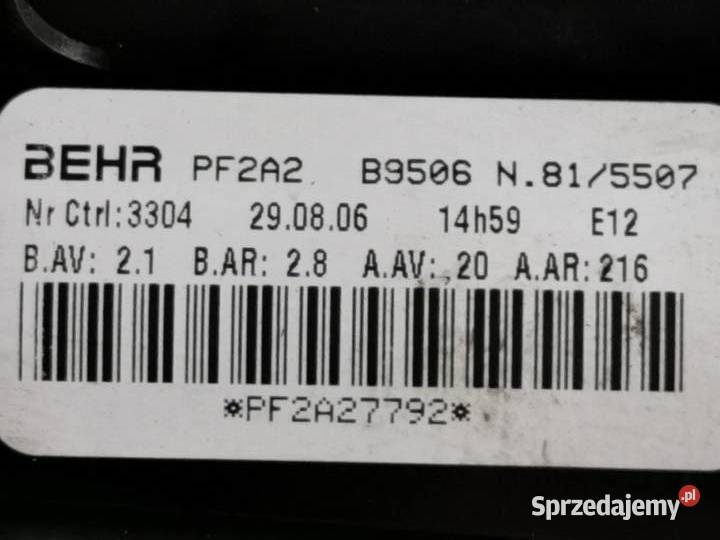 BEHR PF2A2 B9506 N.81/5507
Nr Ctrl:3304 29.08.06 14h59 E12
B.AV: 2.1 B.AR: 2.8 A.AV: 20 A.AR: 216
*PF2A27792*
Sprzedajemy.pl